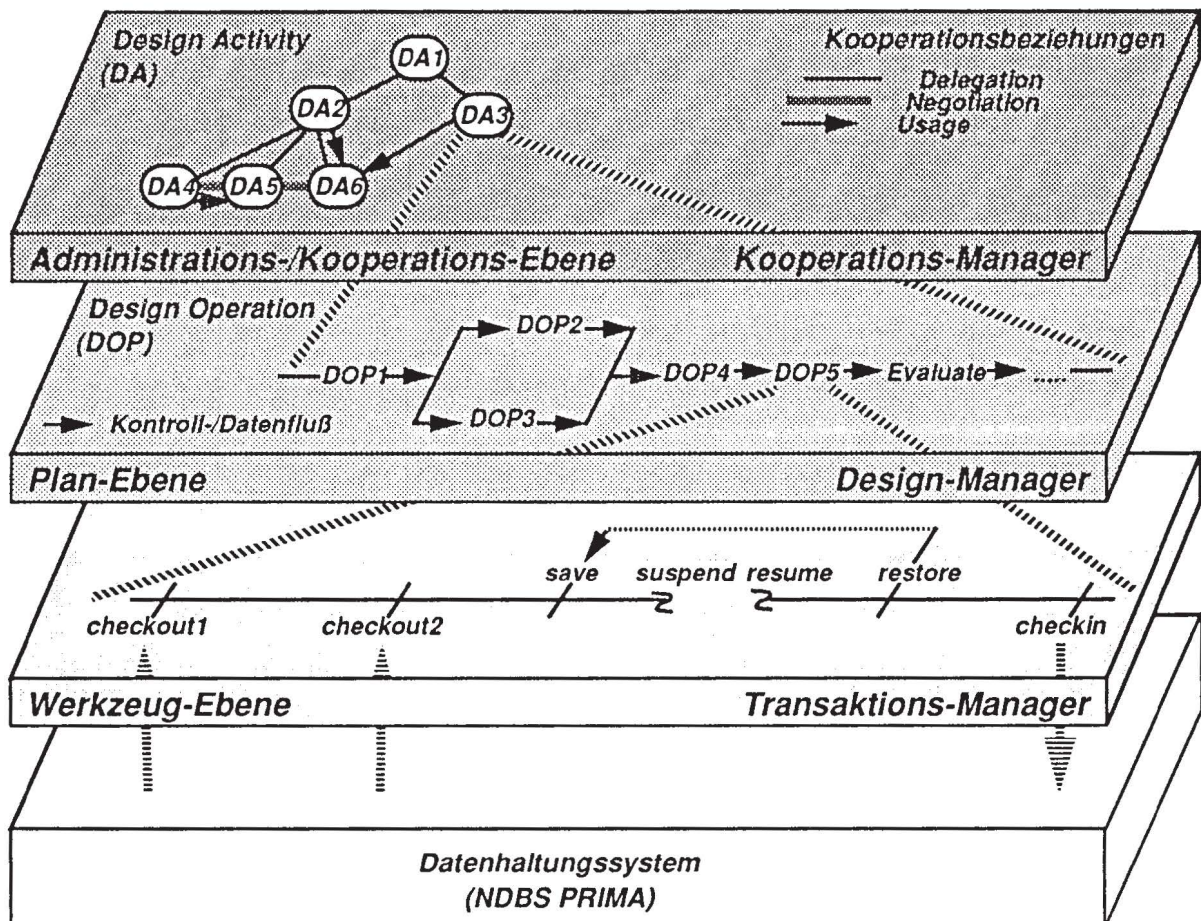 Design Activity
(DA)
Kooperationsbeziehungen
Delegation
Negotiation
Usage
DA1
DA2
DA3
DA4
DA5
DA6
Administrations-/Kooperations-Ebene
Kooperations-Manager
Design Operation
(DOP)
DOP2
DOP1
DOP4
DOP5
Evaluate
.....
DOP3
Kontroll-/Datenfluß
Plan-Ebene
Design-Manager
save
suspend
resume
restore
checkout1
checkout2
checkin
Werkzeug-Ebene
Transaktions-Manager
Datenhaltungssystem
(NDBS PRIMA)